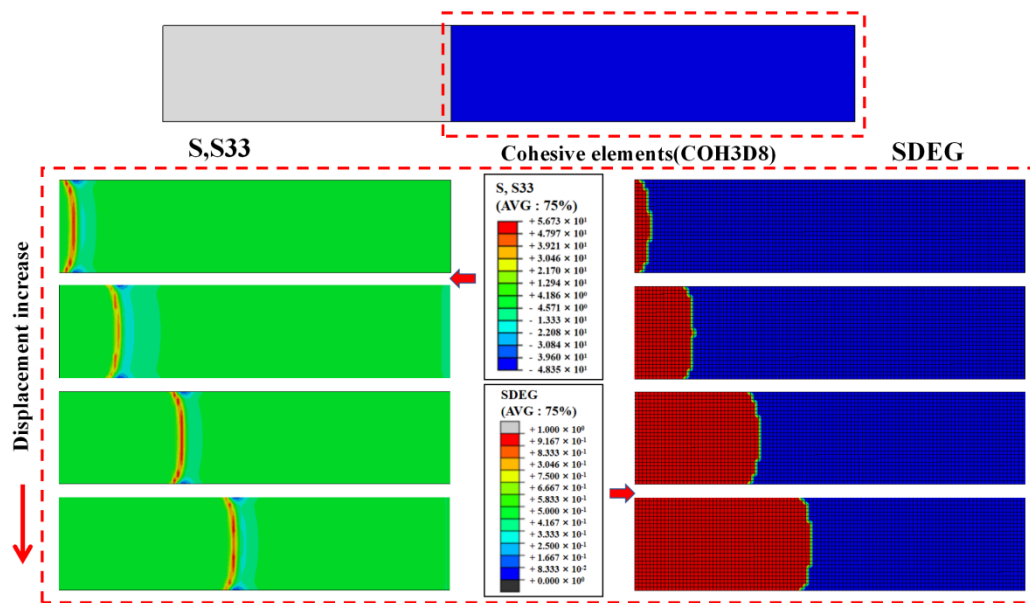 S,S33
Cohesive elements(COH3D8)
SDEG
Displacement increase
S, S33
(AVG : 75%)
+ 5.673 × 10¹
+ 4.797 × 10¹
+ 3.921 × 10¹
+ 3.046 × 10¹
+ 2.170 × 10¹
+ 1.294 × 10¹
+ 4.186 × 10⁰
- 4.571 × 10⁰
- 1.333 × 10¹
- 2.208 × 10¹
- 3.084 × 10¹
- 3.960 × 10¹
- 4.835 × 10¹
SDEG
(AVG : 75%)
+ 1.000 × 10⁰
+ 9.167 × 10⁻¹
+ 8.333 × 10⁻¹
+ 3.046 × 10⁻¹
+ 7.500 × 10⁻¹
+ 6.667 × 10⁻¹
+ 5.833 × 10⁻¹
+ 5.000 × 10⁻¹
+ 4.167 × 10⁻¹
+ 3.333 × 10⁻¹
+ 2.500 × 10⁻¹
+ 1.667 × 10⁻¹
+ 8.333 × 10⁻²
+ 0.000 × 10⁰